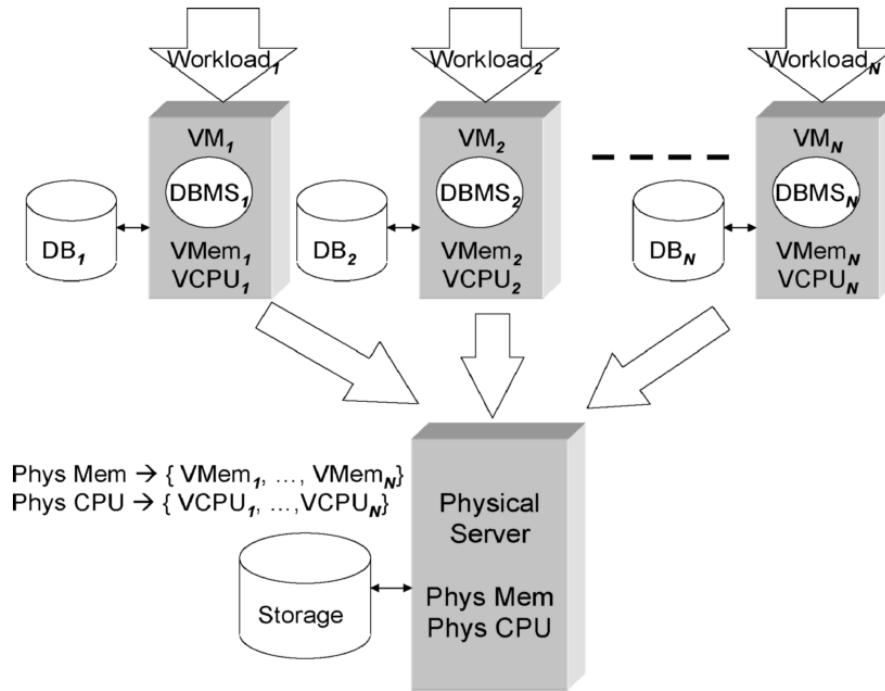 Workload1
Workload2
WorkloadN
VM1
VM2
VMN
DBMS1
DBMS2
DBMSN
DB1
DB2
DBN
VMem1
VMem2
VMemN
VCPU1
VCPU2
VCPUN
Phys Mem → { VMem1, ..., VMemN}
Phys CPU → { VCPU1, ...,VCPUN}
Physical
Server
Phys Mem
Phys CPU
Storage